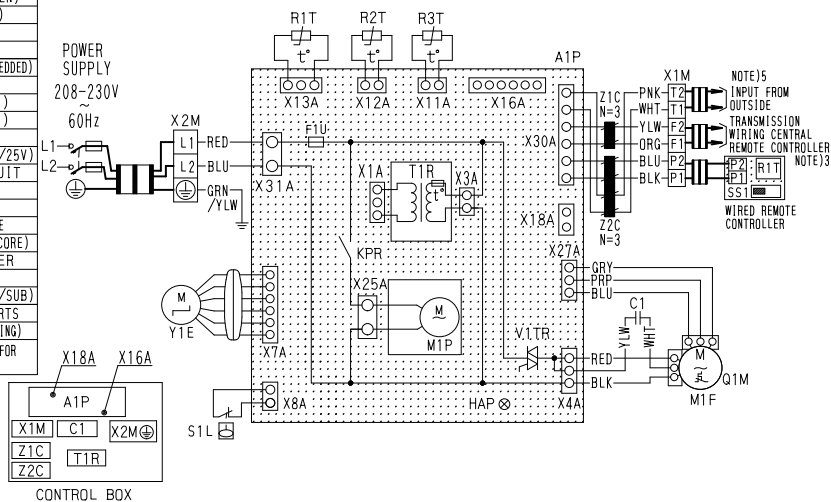 EDDED)
/25V)
UIT
E
CORE)
ER
/SUB)
RTS
ING)
FOR
POWER
SUPPLY
208-230V
~
60Hz
L1
L2
X2M
L1
L2
RED
BLU
GRN
/YLW
R1T
R2T
R3T
t°
t°
t°
X13A
X12A
X11A
X16A
A1P
X31A
F1U
X1A
T1R
t°
X3A
X30A
X18A
X27A
KPR
X25A
M
~
M1P
V1TR
X7A
X8A
X4A
HAP
M
Y1E
S1L
Z1C
N=3
Z2C
N=3
PNK
WHT
YLW
ORG
BLU
BLK
X1M
T2
T1
F2
F1
P2
P1
NOTE)5
INPUT FROM
OUTSIDE
TRANSMISSION
WIRING CENTRAL
REMOTE CONTROLLER
NOTE)3
P2
P1
R1T
SS1
WIRED REMOTE
CONTROLLER
GRY
PRP
BLU
C1
YLW
WHT
RED
BLK
M
~
Q1M
M1F
X18A
X16A
A1P
X1M
C1
X2M
Z1C
Z2C
T1R
CONTROL BOX